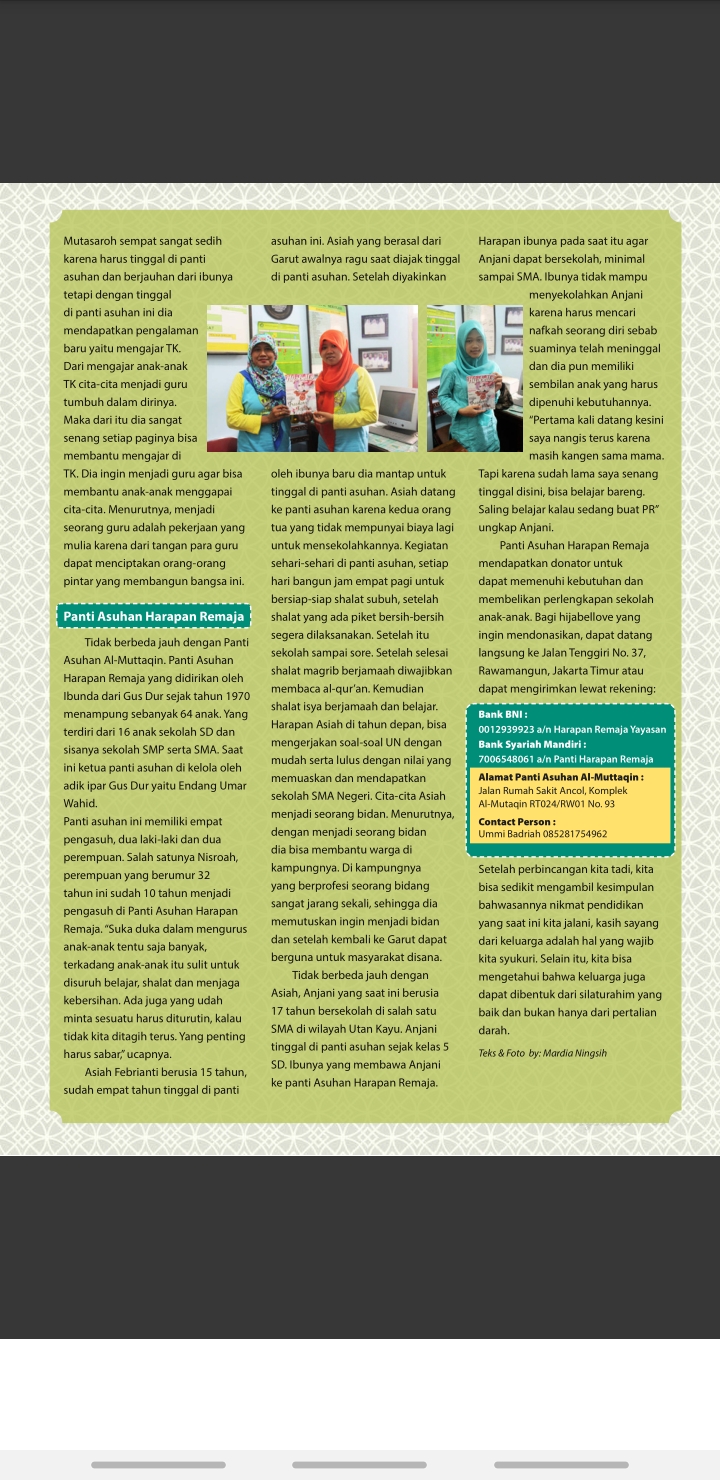 Mutasaroh sempat sangat sedih
karena harus tinggal di panti
asuhan dan berjauhan dari ibunya
tetapi dengan tinggal
di panti asuhan ini dia
mendapatkan pengalaman
baru yaitu mengajar TK.
Dari mengajar anak-anak
TK cita-cita menjadi guru
tumbuh dalam dirinya.
Maka dari itu dia sangat
senang setiap paginya bisa
membantu mengajar di
TK. Dia ingin menjadi guru agar bisa
membantu anak-anak menggapai
cita-cita. Menurutnya, menjadi
seorang guru adalah pekerjaan yang
mulia karena dari tangan para guru
dapat menciptakan orang-orang
pintar yang membangun bangsa ini.
Panti Asuhan Harapan Remaja
Tidak berbeda jauh dengan Panti
Asuhan Al-Muttaqin. Panti Asuhan
Harapan Remaja yang didirikan oleh
Ibunda dari Gus Dur sejak tahun 1970
menampung sebanyak 64 anak. Yang
terdiri dari 16 anak sekolah SD dan
sisanya sekolah SMP serta SMA. Saat
ini ketua panti asuhan di kelola oleh
adik ipar Gus Dur yaitu Endang Umar
Wahid.
Panti asuhan ini memiliki empat
pengasuh, dua laki-laki dan dua
perempuan. Salah satunya Nisroah,
perempuan yang berumur 32
tahun ini sudah 10 tahun menjadi
pengasuh di Panti Asuhan Harapan
Remaja. "Suka duka dalam mengurus
anak-anak tentu saja banyak,
terkadang anak-anak itu sulit untuk
disuruh belajar, shalat dan menjaga
kebersihan. Ada juga yang udah
minta sesuatu harus diturutin, kalau
tidak kita ditagih terus. Yang penting
harus sabar," ucapnya.
Asiah Febrianti berusia 15 tahun,
sudah empat tahun tinggal di panti
asuhan ini. Asiah yang berasal dari
Garut awalnya ragu saat diajak tinggal
di panti asuhan. Setelah diyakinkan
oleh ibunya baru dia mantap untuk
tinggal di panti asuhan. Asiah datang
ke panti asuhan karena kedua orang
tua yang tidak mempunyai biaya lagi
untuk mensekolahkannya. Kegiatan
sehari-sehari di panti asuhan, setiap
hari bangun jam empat pagi untuk
bersiap-siap shalat subuh, setelah
shalat yang ada piket bersih-bersih
segera dilaksanakan. Setelah itu
sekolah sampai sore. Setelah selesai
shalat magrib berjamaah diwajibkan
membaca al-qur'an. Kemudian
shalat isya berjamaah dan belajar.
Harapan Asiah di tahun depan, bisa
mengerjakan soal-soal UN dengan
mudah serta lulus dengan nilai yang
memuaskan dan mendapatkan
sekolah SMA Negeri. Cita-cita Asiah
menjadi seorang bidan. Menurutnya,
dengan menjadi seorang bidan
dia bisa membantu warga di
kampungnya. Di kampungnya
yang berprofesi seorang bidang
sangat jarang sekali, sehingga dia
memutuskan ingin menjadi bidan
dan setelah kembali ke Garut dapat
berguna untuk masyarakat disana.
Tidak berbeda jauh dengan
Asiah, Anjani yang saat ini berusia
17 tahun bersekolah di salah satu
SMA di wilayah Utan Kayu. Anjani
tinggal di panti asuhan sejak kelas 5
SD. Ibunya yang membawa Anjani
ke panti Asuhan Harapan Remaja.
Harapan ibunya pada saat itu agar
Anjani dapat bersekolah, minimal
sampai SMA. Ibunya tidak mampu
menyekolahkan Anjani
karena harus mencari
nafkah seorang diri sebab
suaminya telah meninggal
dan dia pun memiliki
sembilan anak yang harus
dipenuhi kebutuhannya.
"Pertama kali datang kesini
saya nangis terus karena
masih kangen sama mama.
Tapi karena sudah lama saya senang
tinggal disini, bisa belajar bareng.
Saling belajar kalau sedang buat PR"
ungkap Anjani.
Panti Asuhan Harapan Remaja
mendapatkan donator untuk
dapat memenuhi kebutuhan dan
membelikan perlengkapan sekolah
anak-anak. Bagi hijabellove yang
ingin mendonasikan, dapat datang
langsung ke Jalan Tenggiri No. 37,
Rawamangun, Jakarta Timur atau
dapat mengirimkan lewat rekening:
Bank BNI :
0012939923 a/n Harapan Remaja Yayasan
Bank Syariah Mandiri :
7006548061 a/n Panti Harapan Remaja
Alamat Panti Asuhan Al-Muttaqin :
Jalan Rumah Sakit Ancol, Komplek
Al-Mutaqin RT024/RW01 No. 93
Contact Person :
Ummi Badriah 085281754962
Setelah perbincangan kita tadi, kita
bisa sedikit mengambil kesimpulan
bahwasannya nikmat pendidikan
yang saat ini kita jalani, kasih sayang
dari keluarga adalah hal yang wajib
kita syukuri. Selain itu, kita bisa
mengetahui bahwa keluarga juga
dapat dibentuk dari silaturahim yang
baik dan bukan hanya dari pertalian
darah.
Teks & Foto by: Mardia Ningsih